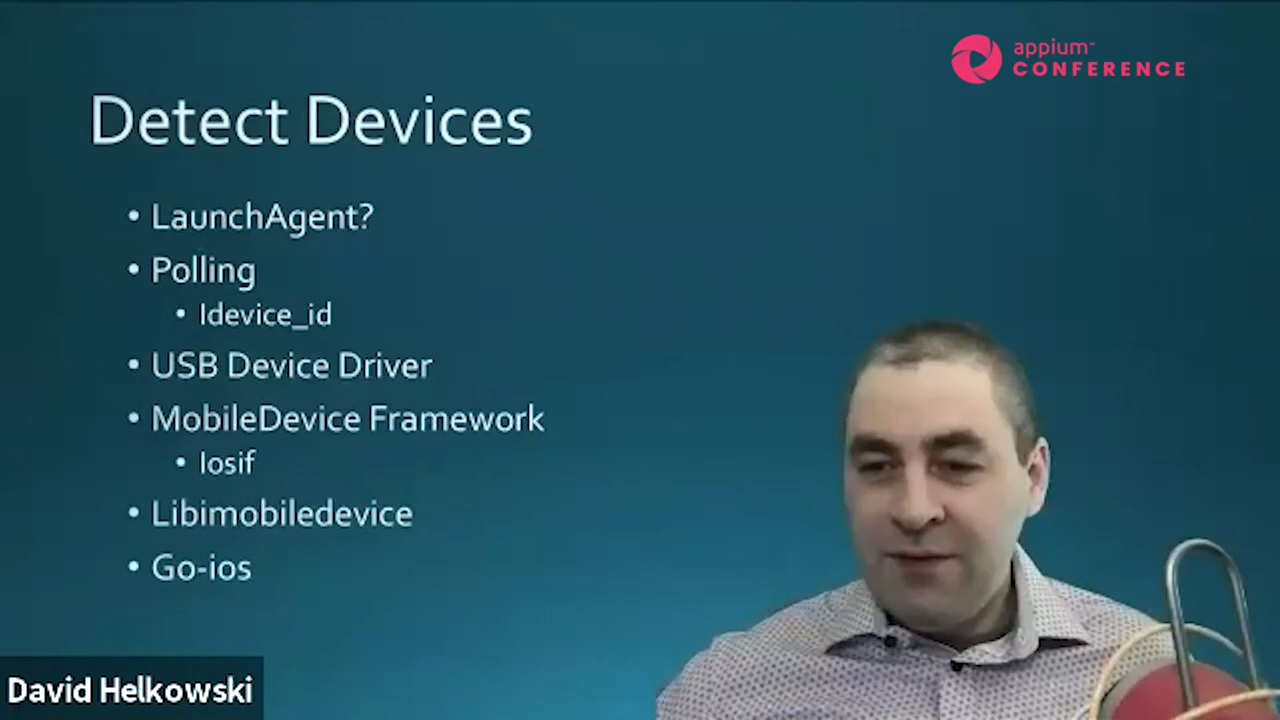 appium™
CONFERENCE
Detect Devices
• LaunchAgent?
• Polling
• Idevice_id
• USB Device Driver
• MobileDevice Framework
• Iosif
• Libimobiledevice
• Go-ios
David Helkowski